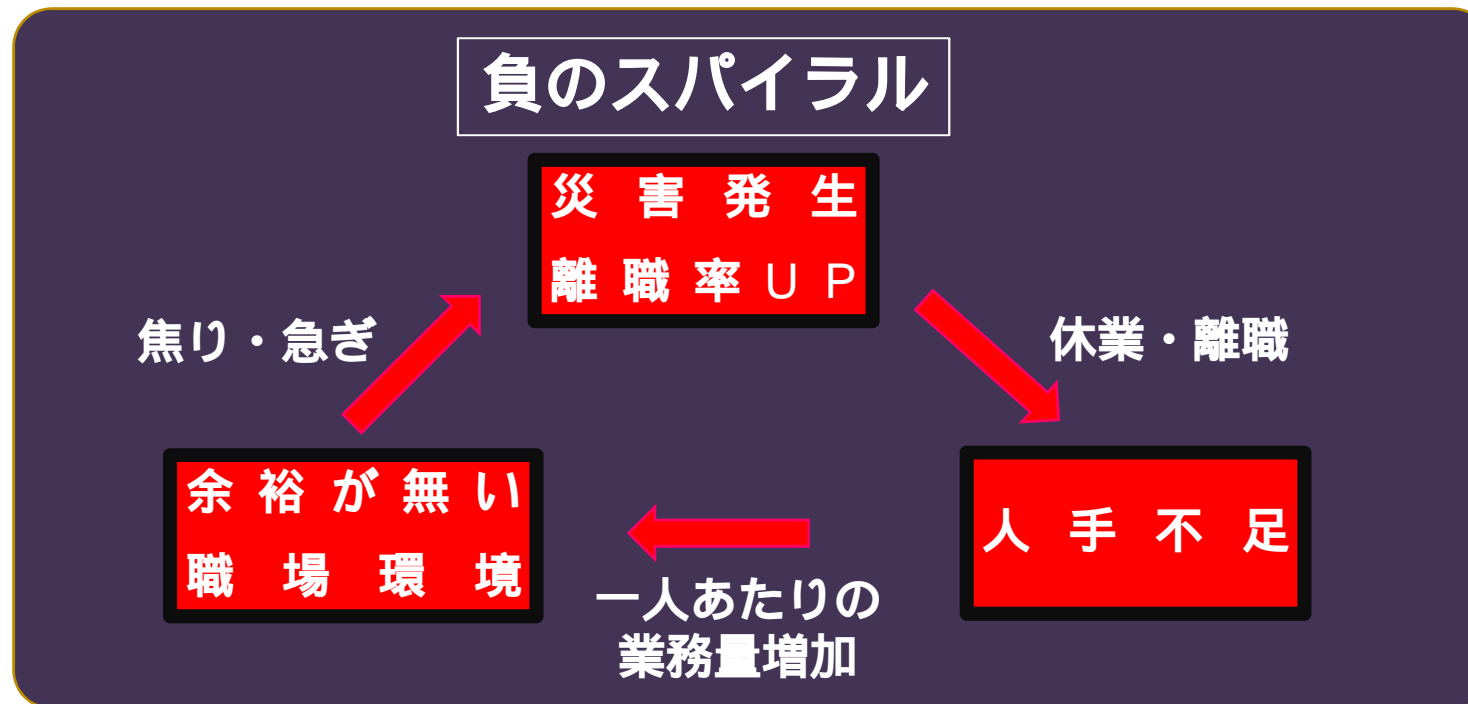 負のスパイラル
災害発生
離職率UP
焦り・急ぎ
休業・離職
余裕が無い
職場環境
人手不足
一人あたりの
業務量増加